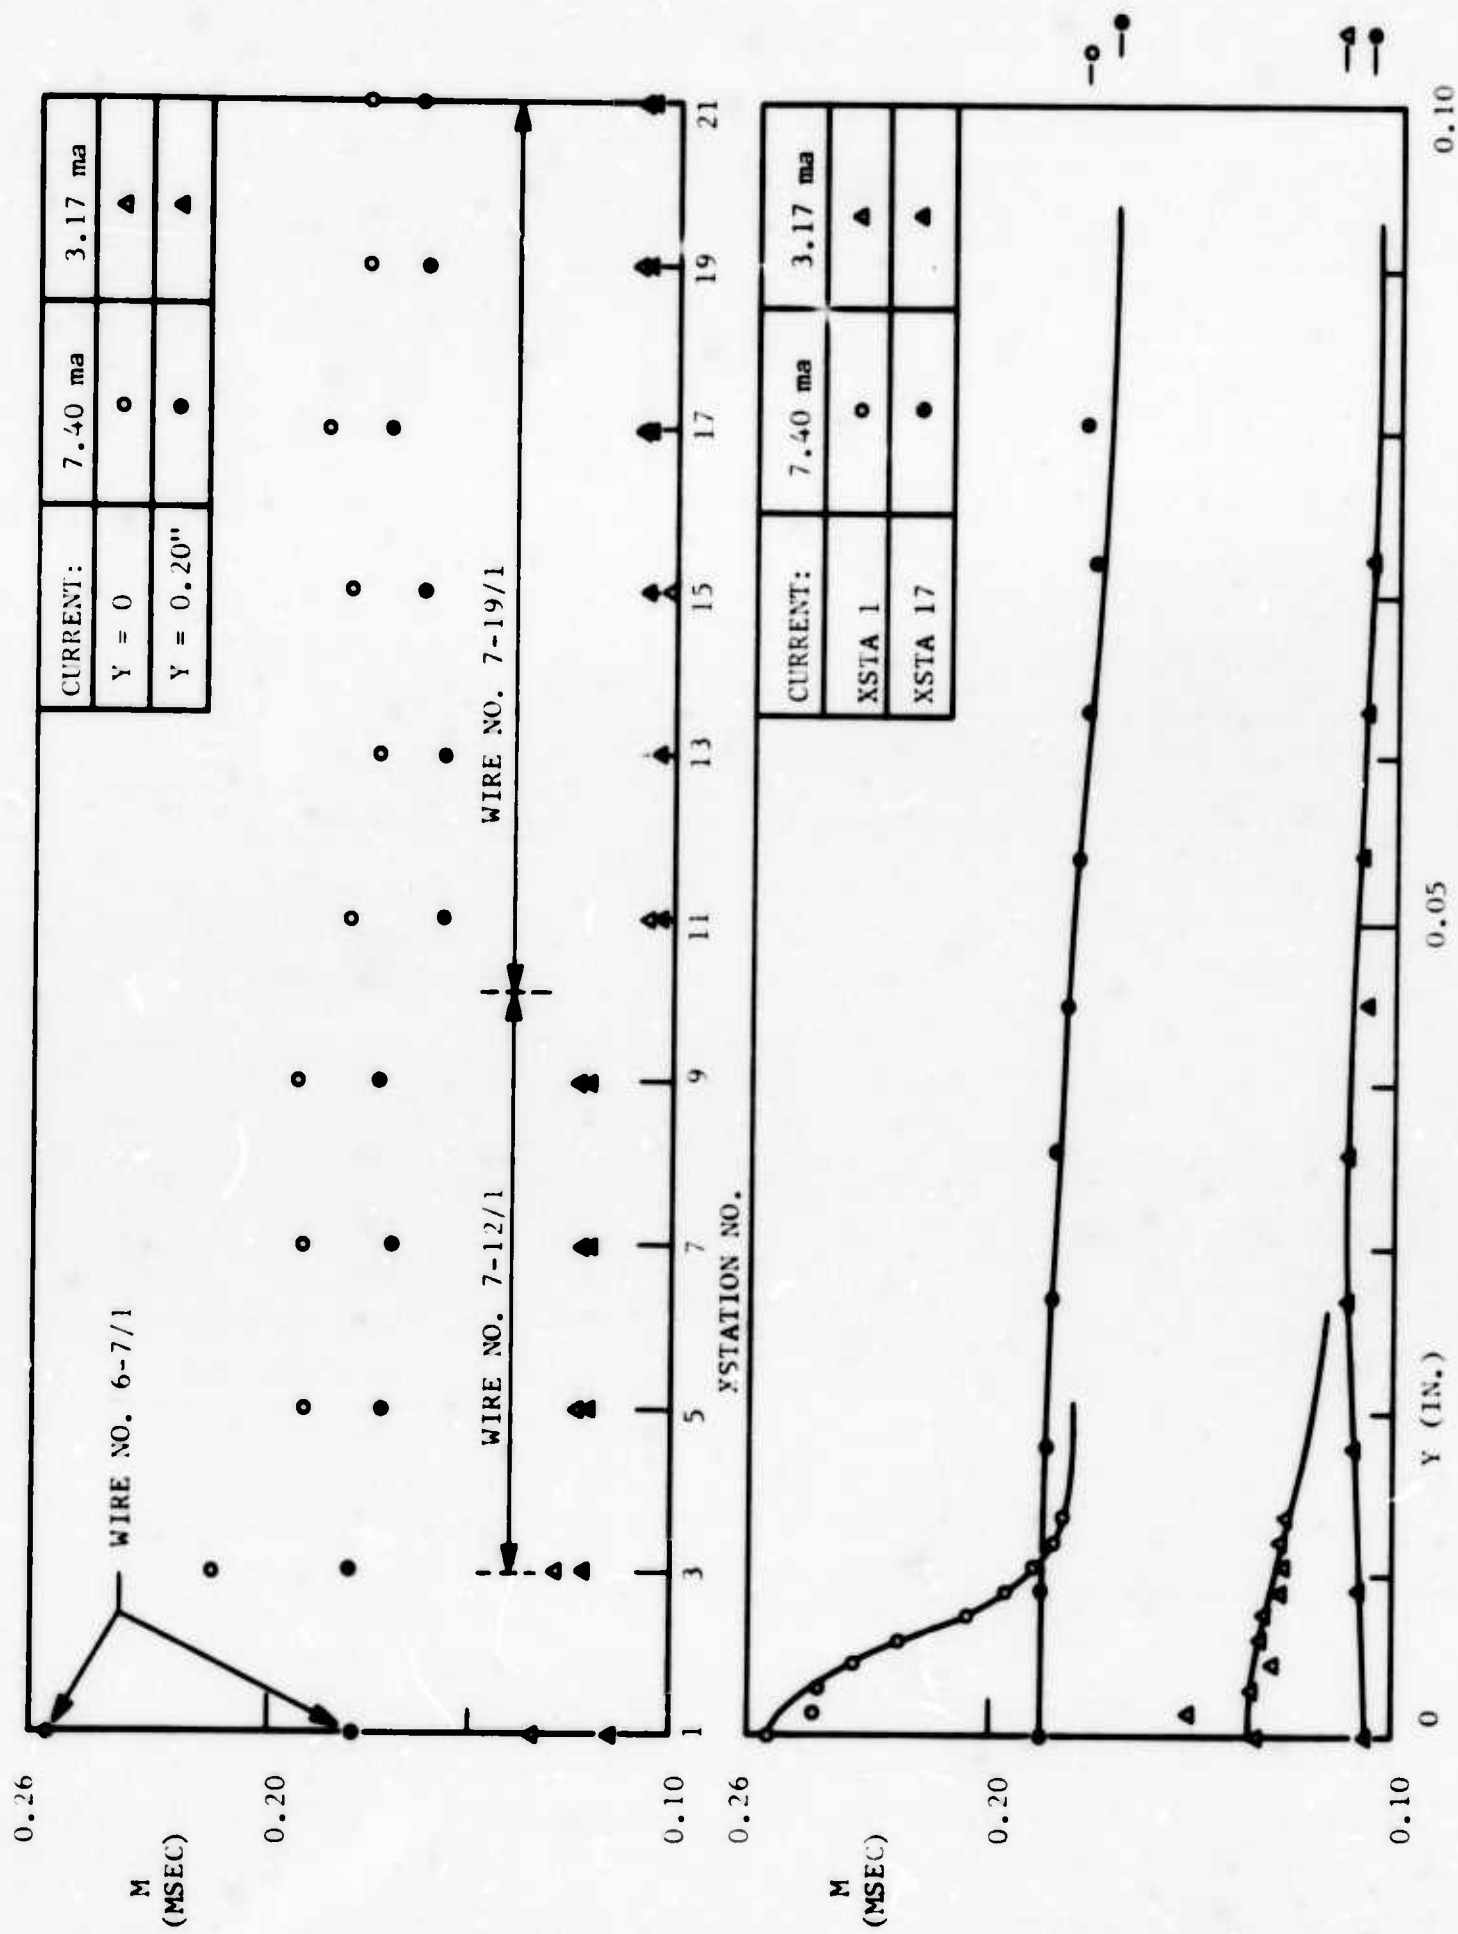 0.26
0.20
0.10
M
(MSEC)
WIRE NO. 6-7/1
WIRE NO. 7-12/1
WIRE NO. 7-19/1
CURRENT: 7.40 ma 3.17 ma
Y = 0
Y = 0.20"
1 3 5 7 9 11 13 15 17 19 21
XSTATION NO.
0.26
0.20
0.10
M
(MSEC)
CURRENT: 7.40 ma 3.17 ma
XSTA 1
XSTA 17
0 0.05 0.10
Y (IN.)